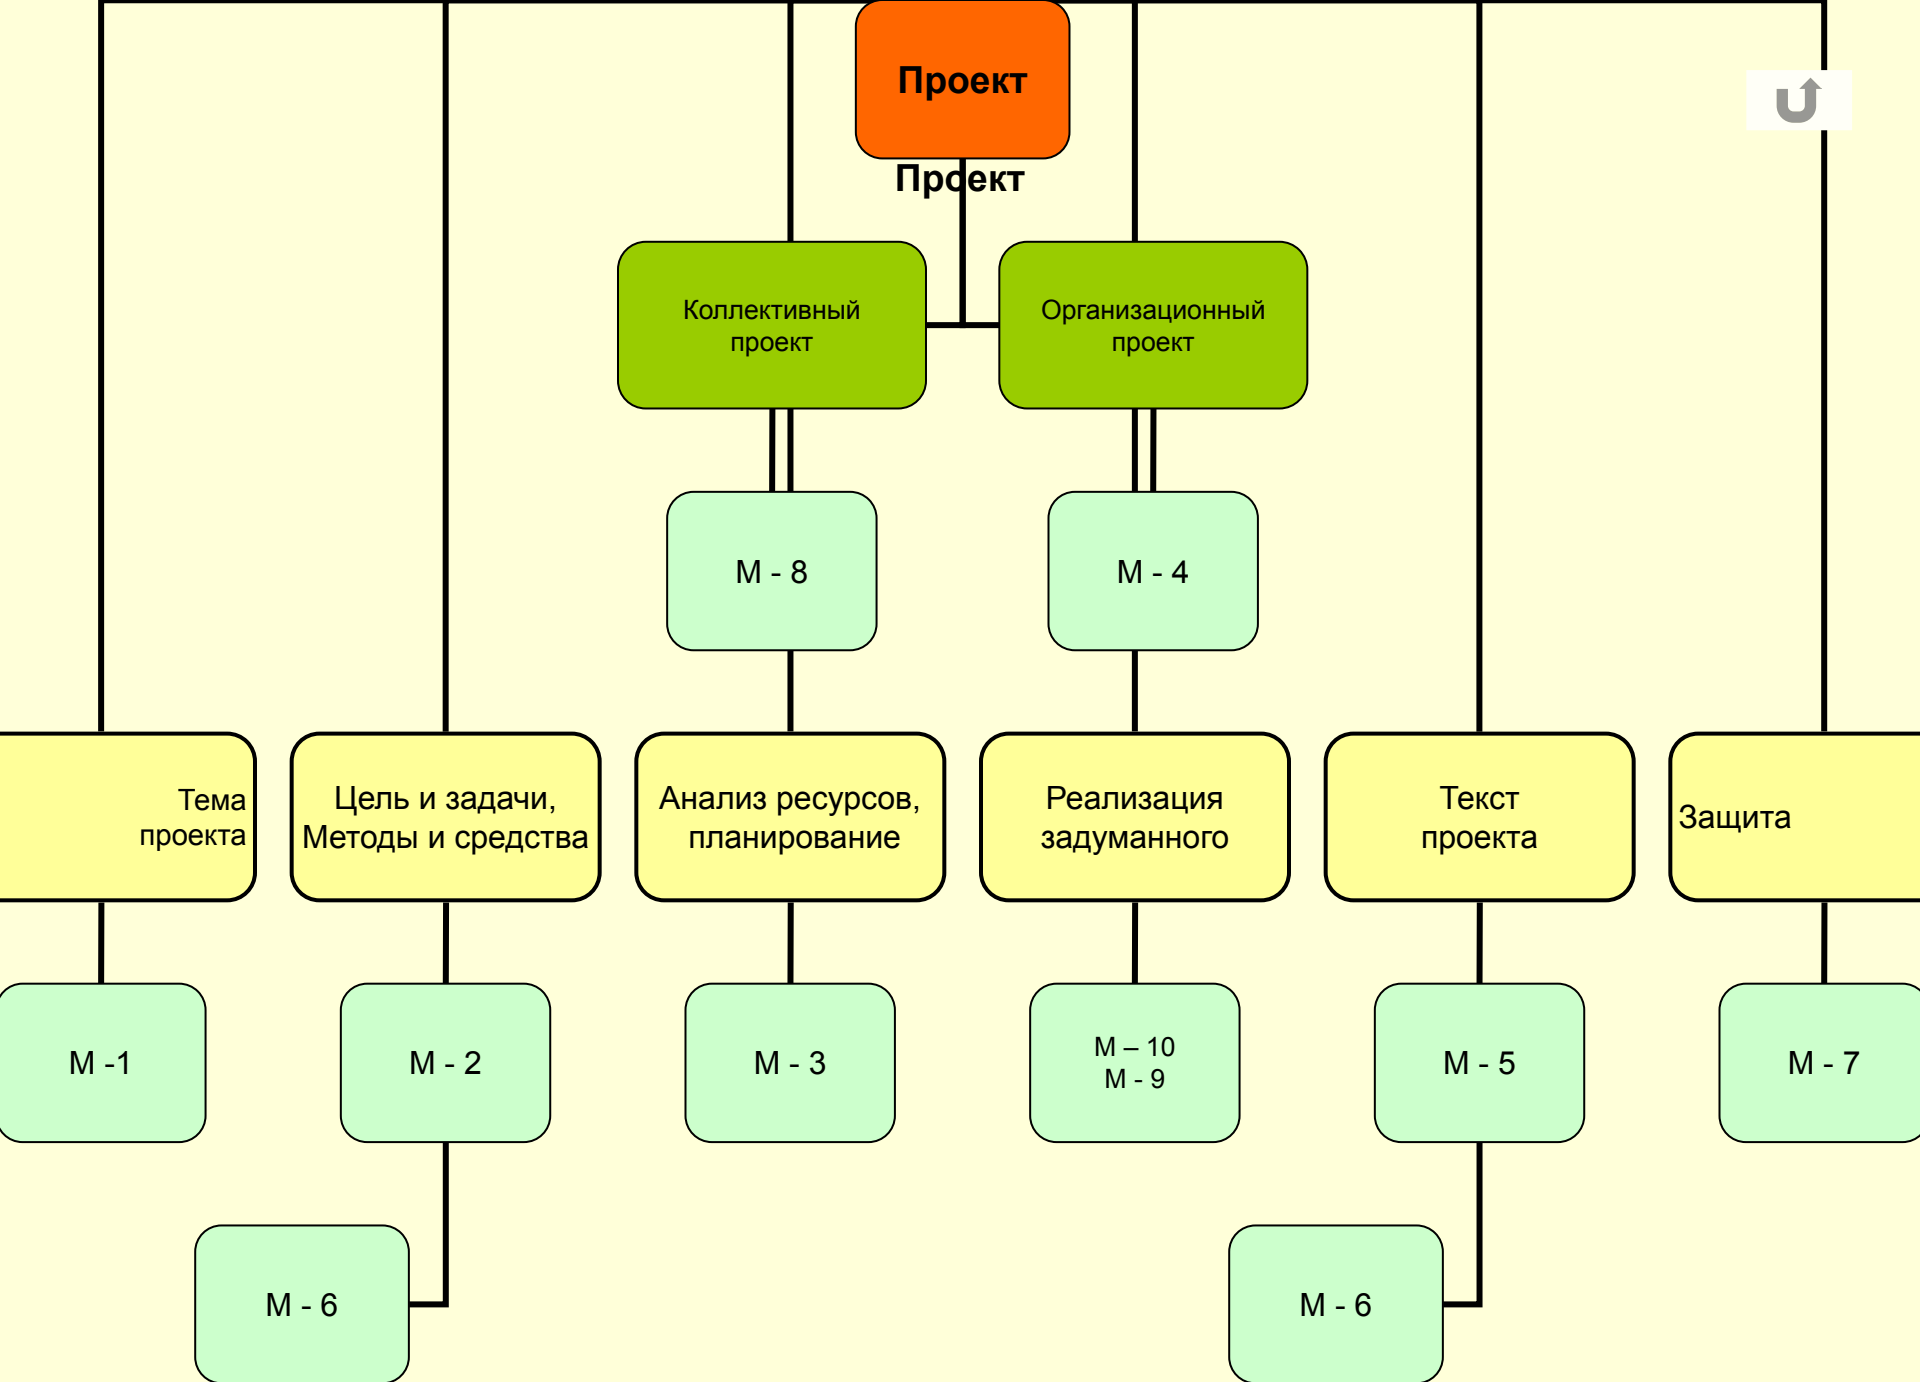 Проект
Проект
Коллективный
проект
Организационный
проект
М - 8
М - 4
Тема
проекта
Цель и задачи,
Методы и средства
Анализ ресурсов,
планирование
Реализация
задуманного
Текст
проекта
Защита
М -1
М - 2
М - 3
М – 10
М - 9
М - 5
М - 7
М - 6
М - 6